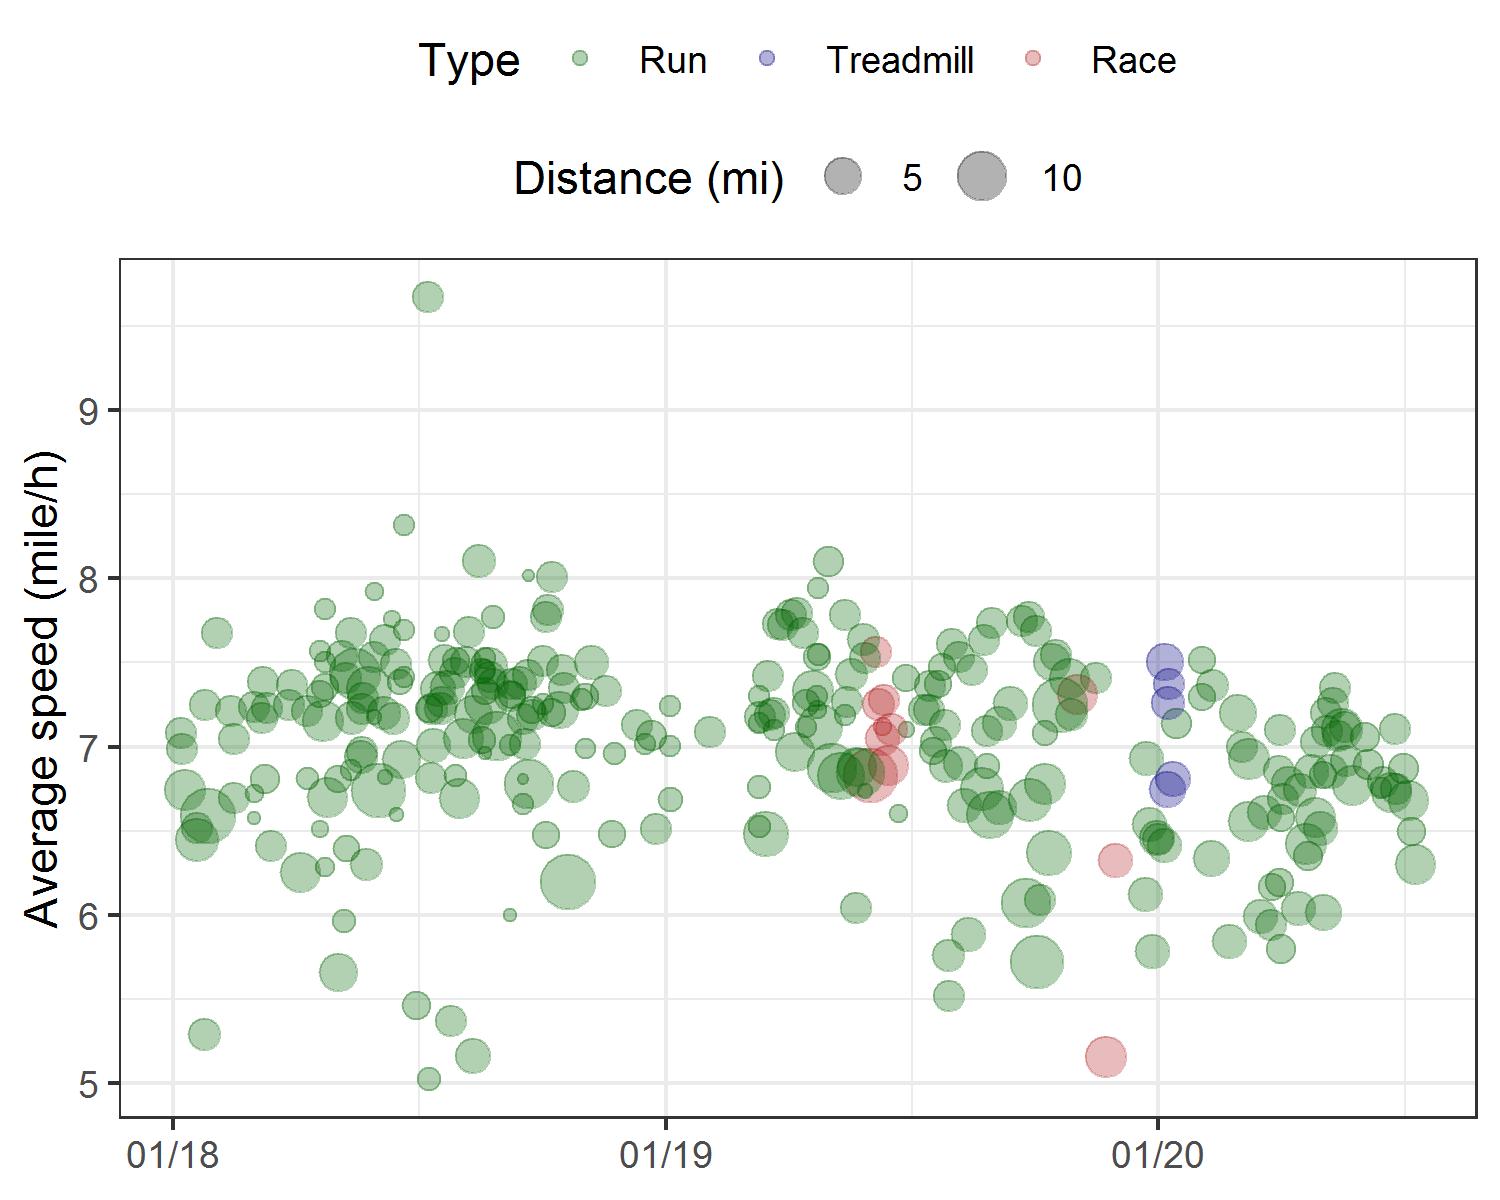 Type Run Treadmill Race
Distance (mi) 5 10
Average speed (mile/h)
9
8
7
6
5
01/18 01/19 01/20